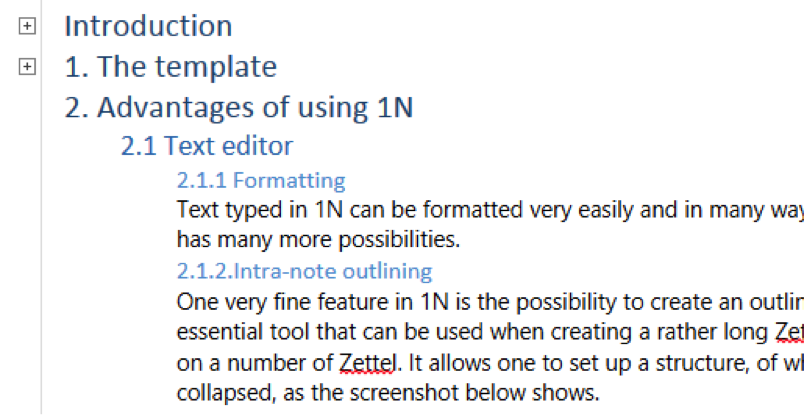 Introduction
1. The template
2. Advantages of using 1N
2.1 Text editor
2.1.1 Formatting
Text typed in 1N can be formatted very easily and in many way
has many more possibilities.
2.1.2.Intra-note outlining
One very fine feature in 1N is the possibility to create an outlin
essential tool that can be used when creating a rather long Zet
on a number of Zettel. It allows one to set up a structure, of wh
collapsed, as the screenshot below shows.